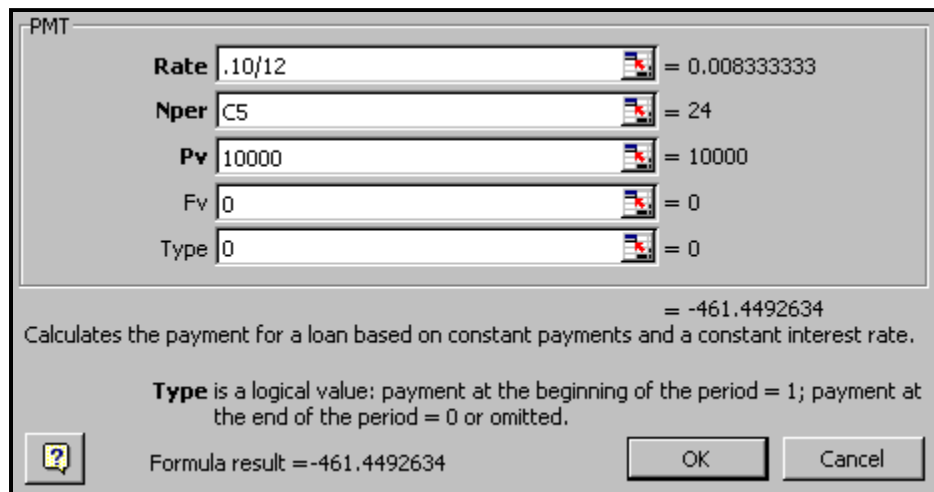 PMT
Rate .10/12 = 0.008333333
Nper C5 = 24
Pv 10000 = 10000
Fv 0 = 0
Type 0 = 0
= -461.4492634
Calculates the payment for a loan based on constant payments and a constant interest rate.
Type is a logical value: payment at the beginning of the period = 1; payment at
the end of the period = 0 or omitted.
? Formula result =-461.4492634 OK Cancel